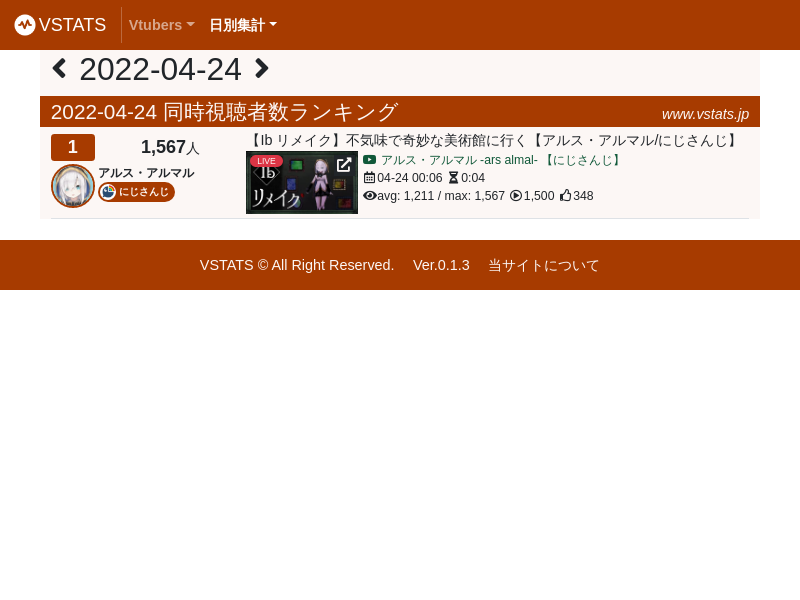 VSTATS Vtubers 日別集計
2022-04-24
2022-04-24 同時視聴者数ランキング www.vstats.jp
1 1,567人
アルス・アルマル
にじさんじ
【Ib リメイク】不気味で奇妙な美術館に行く【アルス・アルマル/にじさんじ】
LIVE
Ib
リメイク
アルス・アルマル -ars almal- 【にじさんじ】
04-24 00:06 0:04
avg: 1,211 / max: 1,567 1,500 348
VSTATS © All Right Reserved. Ver.0.1.3 当サイトについて